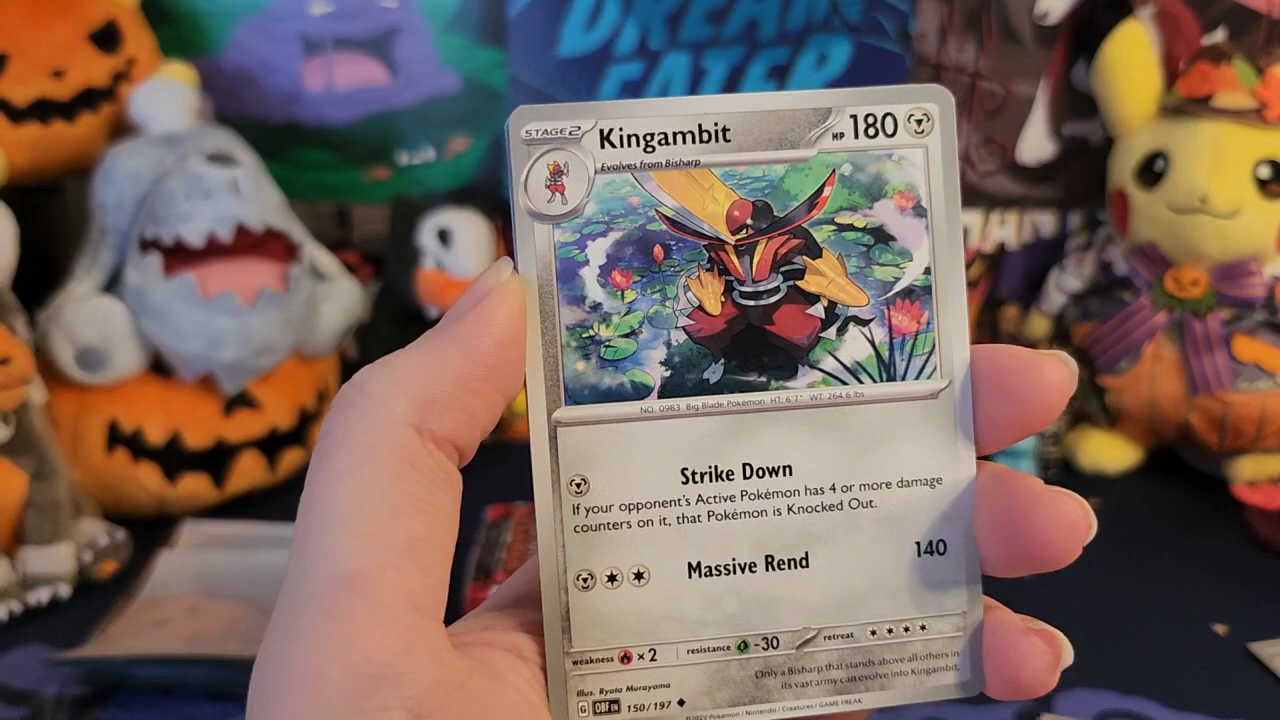 DREAM
EATER
STAGE2
Kingambit
HP 180
Evolves from Bisharp
NO. 0983 Big Blade Pokémon HT: 6'7" WT: 264.6 lbs
Strike Down
If your opponent's Active Pokémon has 4 or more damage
counters on it, that Pokémon is Knocked Out.
Massive Rend 140
weakness ×2 resistance -30 retreat
Illus. Ryota Murayama
Only a Bisharp that stands above all others in
its vast army can evolve into Kingambit.
G OBF EN 150/197
©2023 Pokémon / Nintendo / Creatures / GAME FREAK